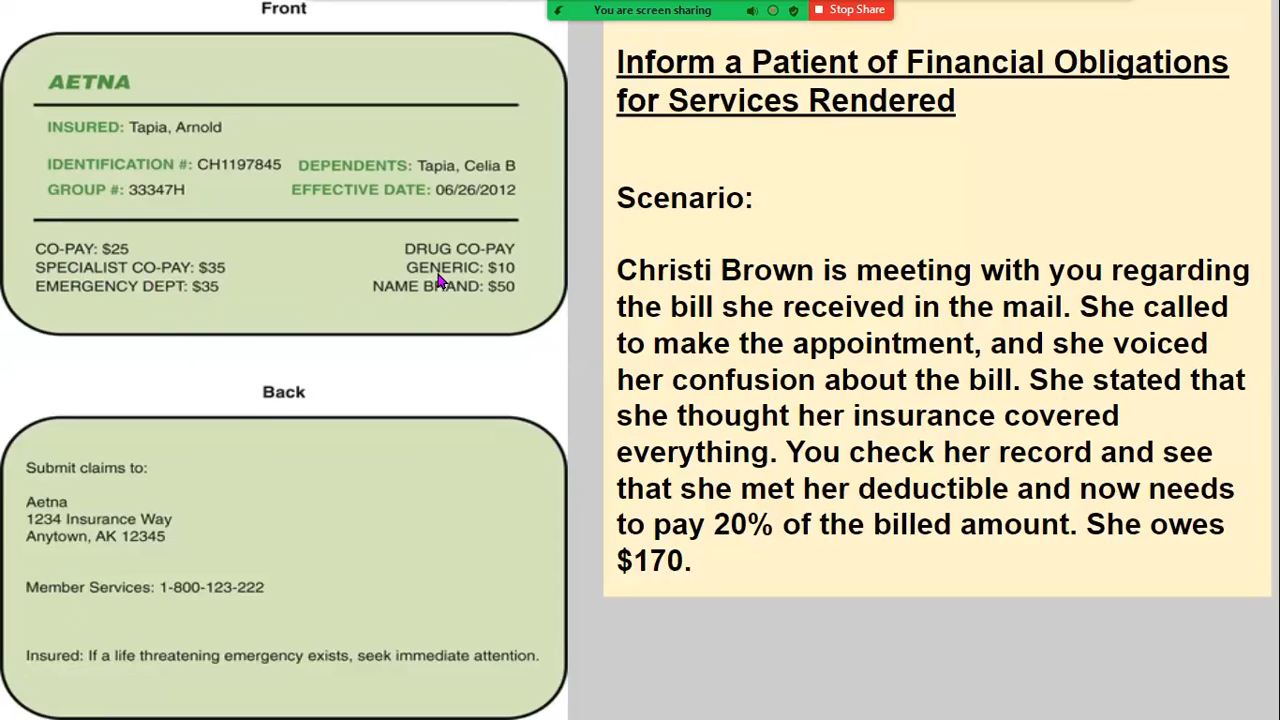 Front
You are screen sharing
Stop Share
AETNA
INSURED: Tapia, Arnold
IDENTIFICATION #: CH1197845 DEPENDENTS: Tapia, Celia B
GROUP #: 33347H EFFECTIVE DATE: 06/26/2012
CO-PAY: $25 DRUG CO-PAY
SPECIALIST CO-PAY: $35 GENERIC: $10
EMERGENCY DEPT: $35 NAME BRAND: $50
Back
Submit claims to:
Aetna
1234 Insurance Way
Anytown, AK 12345
Member Services: 1-800-123-222
Insured: If a life threatening emergency exists, seek immediate attention.
Inform a Patient of Financial Obligations
for Services Rendered
Scenario:
Christi Brown is meeting with you regarding
the bill she received in the mail. She called
to make the appointment, and she voiced
her confusion about the bill. She stated that
she thought her insurance covered
everything. You check her record and see
that she met her deductible and now needs
to pay 20% of the billed amount. She owes
$170.